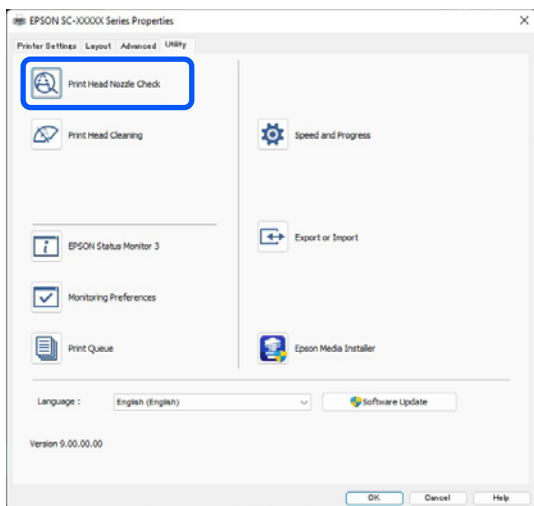 EPSON SC-XXXXX Series Properties
Printer Settings Layout Advanced Utility
Print Head Nozzle Check
Print Head Cleaning
Speed and Progress
EPSON Status Monitor 3
Export or Import
Monitoring Preferences
Print Queue
Epson Media Installer
Language : English (English)
Software Update
Version 9.00.00.00
OK Cancel Help